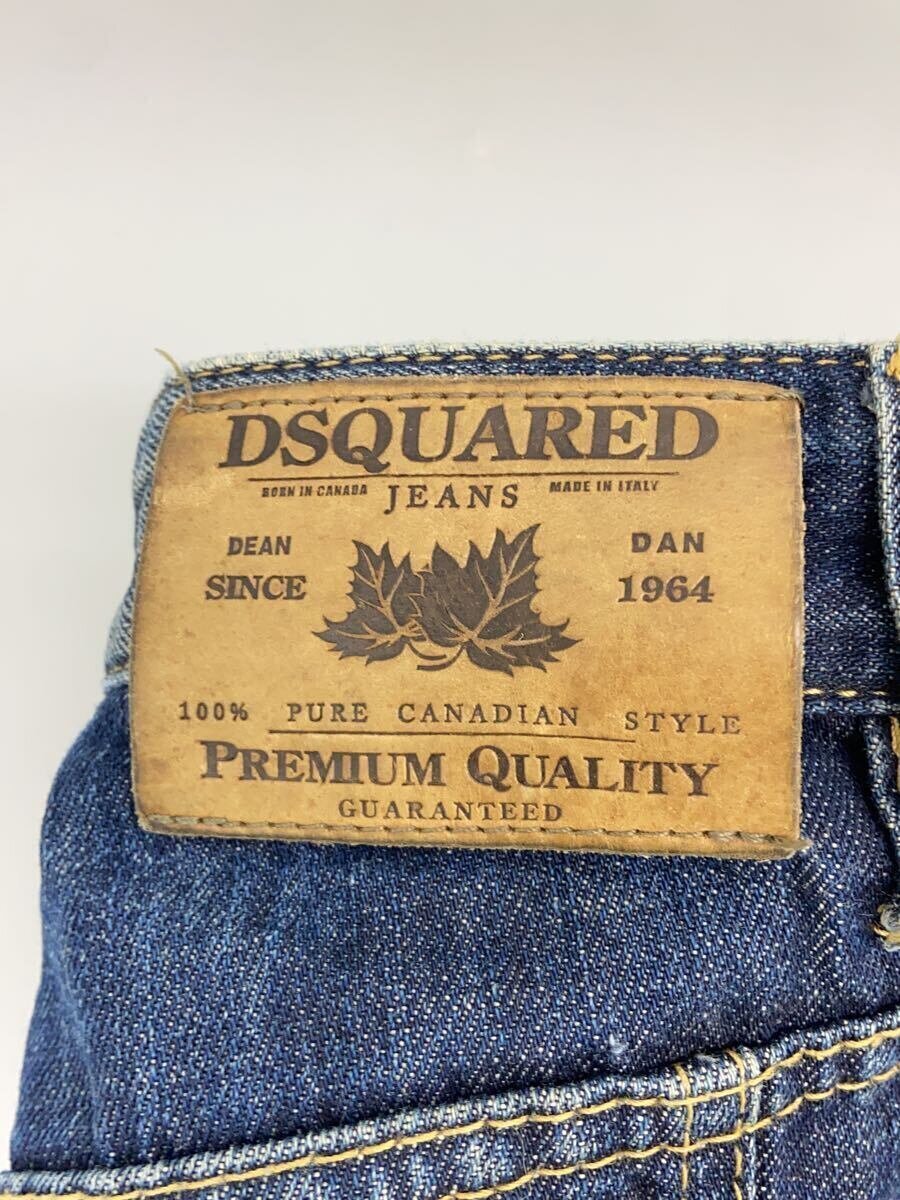 DSQUARED
BORN IN CANADA JEANS MADE IN ITALY
DEAN DAN
SINCE 1964
100% PURE CANADIAN STYLE
PREMIUM QUALITY
GUARANTEED